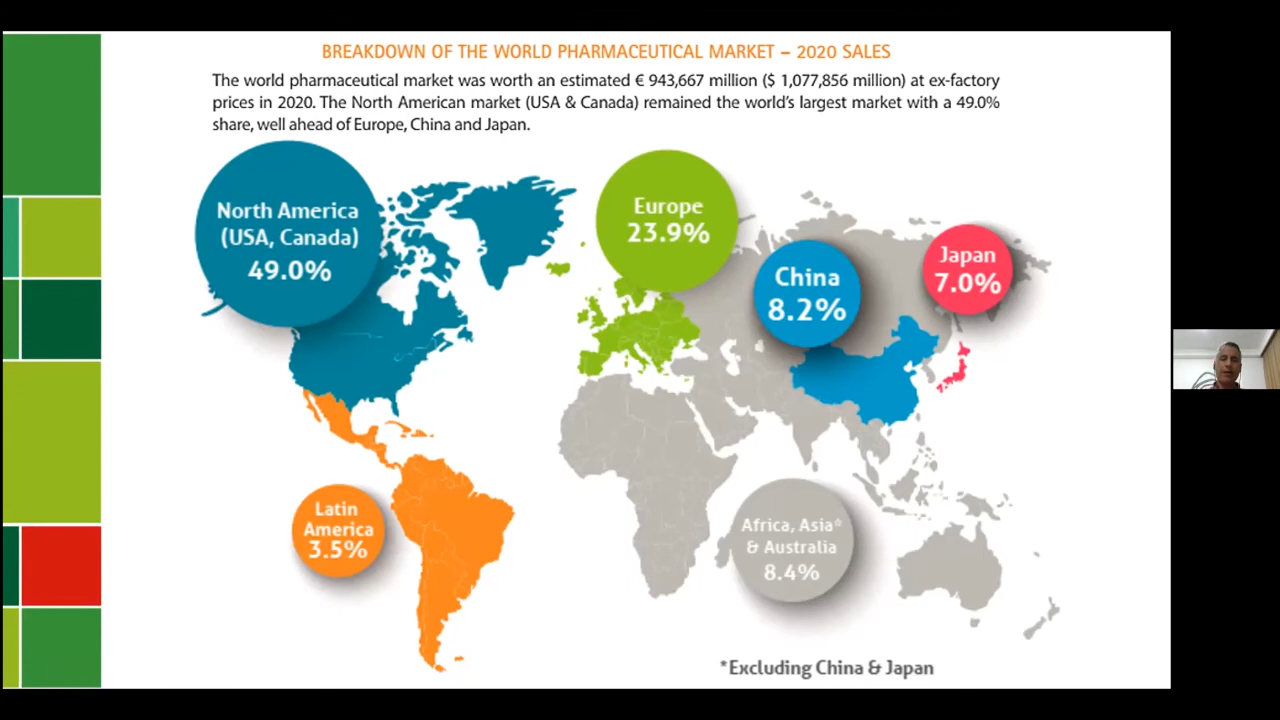 BREAKDOWN OF THE WORLD PHARMACEUTICAL MARKET – 2020 SALES
The world pharmaceutical market was worth an estimated € 943,667 million ($ 1,077,856 million) at ex-factory
prices in 2020. The North American market (USA & Canada) remained the world's largest market with a 49.0%
share, well ahead of Europe, China and Japan.
North America
(USA, Canada)
49.0%
Europe
23.9%
China
8.2%
Japan
7.0%
Latin
America
3.5%
Africa, Asia*
& Australia
8.4%
*Excluding China & Japan